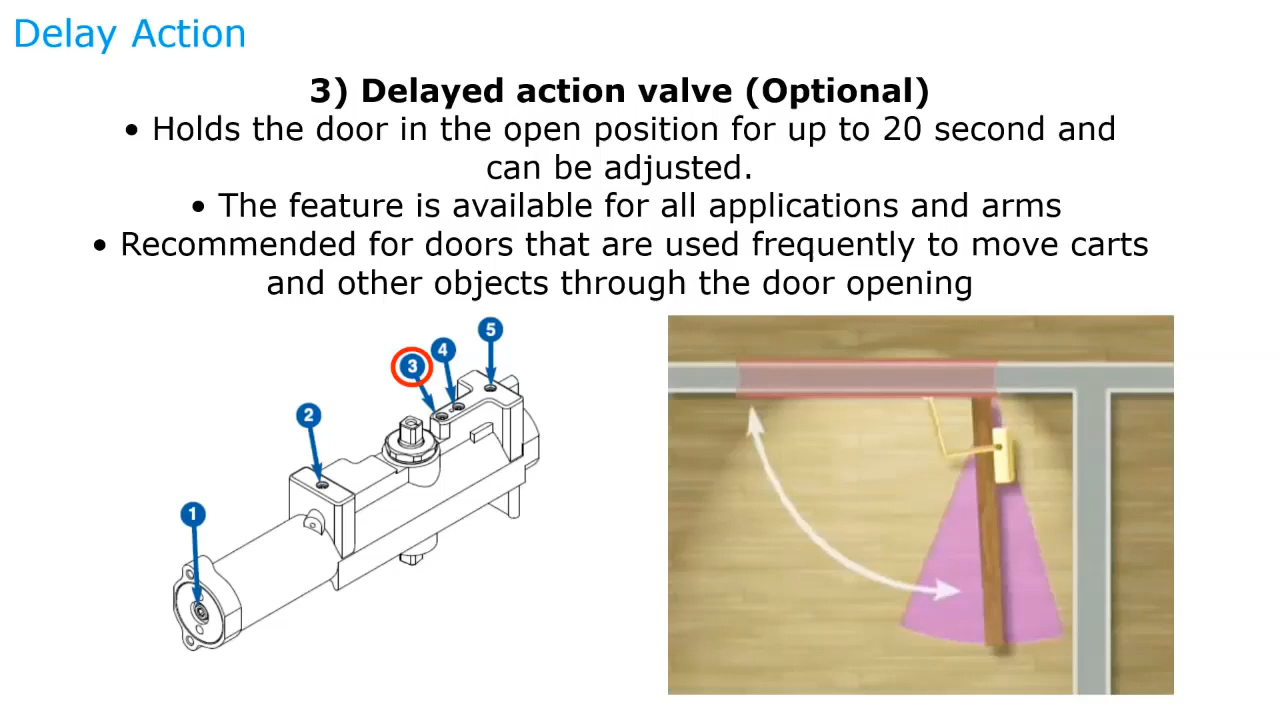 Delay Action
3) Delayed action valve (Optional)
• Holds the door in the open position for up to 20 second and
can be adjusted.
• The feature is available for all applications and arms
• Recommended for doors that are used frequently to move carts
and other objects through the door opening
5
4
3
2
1